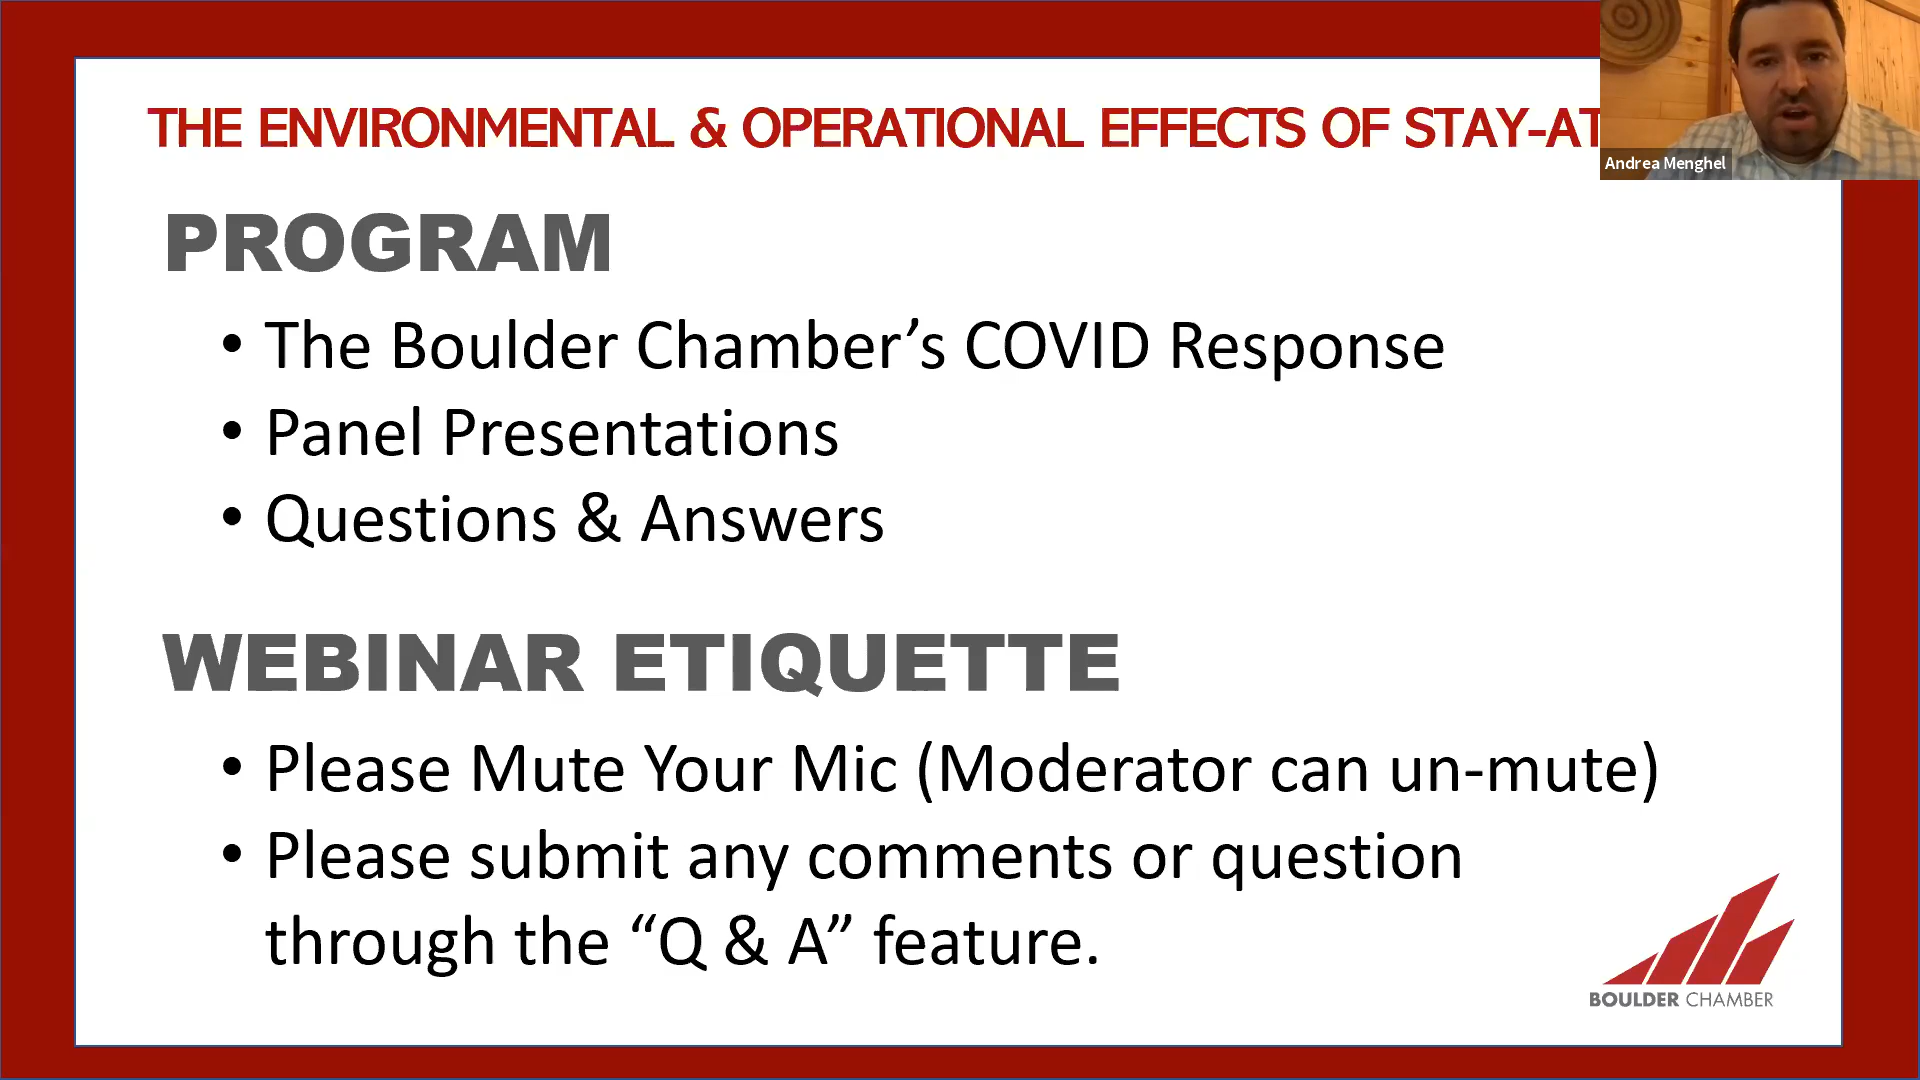 THE ENVIRONMENTAL & OPERATIONAL EFFECTS OF STAY-AT
Andrea Menghel
PROGRAM
• The Boulder Chamber’s COVID Response
• Panel Presentations
• Questions & Answers
WEBINAR ETIQUETTE
• Please Mute Your Mic (Moderator can un-mute)
• Please submit any comments or question
through the “Q & A” feature.
BOULDER CHAMBER